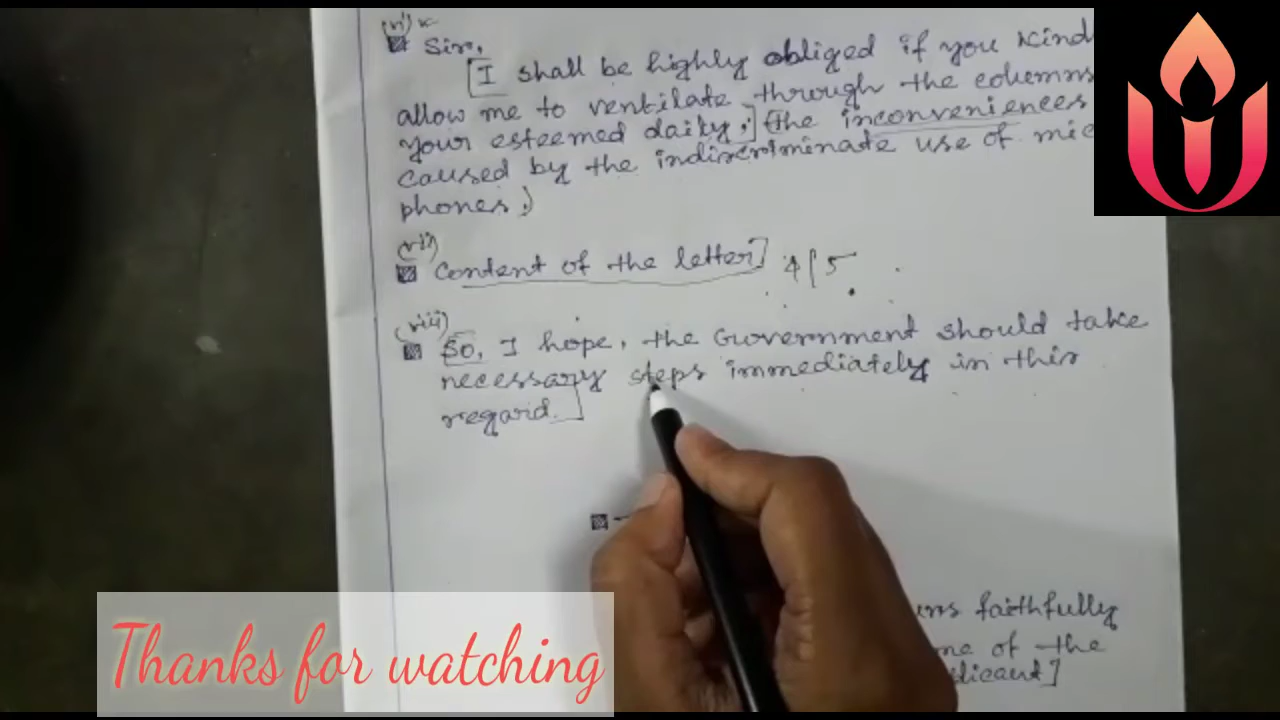 (vi)
Sir,
[I shall be highly obliged if you kind
allow me to ventilate through the columns
your esteemed daily,] (the inconveniences
caused by the indiscriminate use of mic
phones.)
(vii)
Content of the letter] 4/5
(viii)
So, I hope, the Government should take
necessary steps immediately in this
regard.]
urs faithfully
me of the
plicant]
Thanks for watching